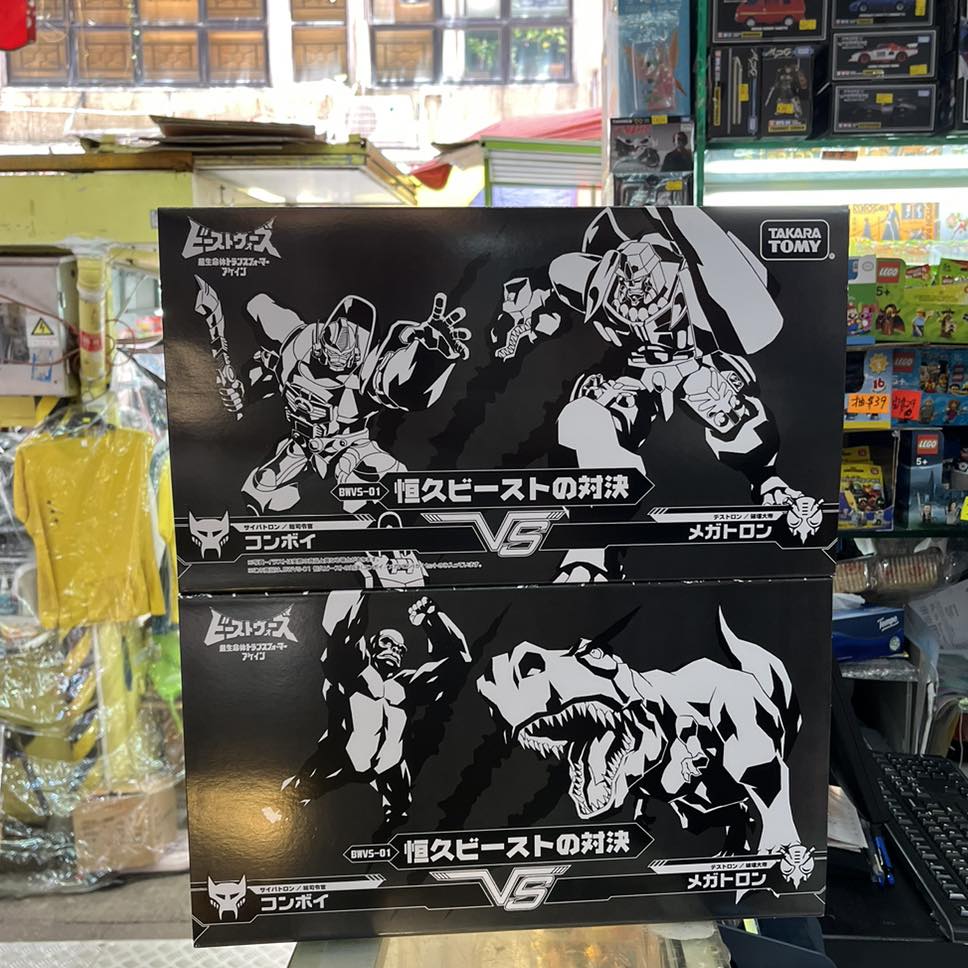 ビーストウォーズ
超生命体トランスフォーマー
アゲイン
TAKARA
TOMY
BWVS-01 恒久ビーストの対決
サイバトロン／総司令官
コンボイ
VS
デストロン／破壊大帝
メガトロン
ビーストウォーズ
超生命体トランスフォーマー
アゲイン
BWVS-01 恒久ビーストの対決
サイバトロン／総司令官
コンボイ
VS
デストロン／破壊大帝
メガトロン
LEGO
5+
LEGO
16
LEGO
LEGO
5+
Tempo